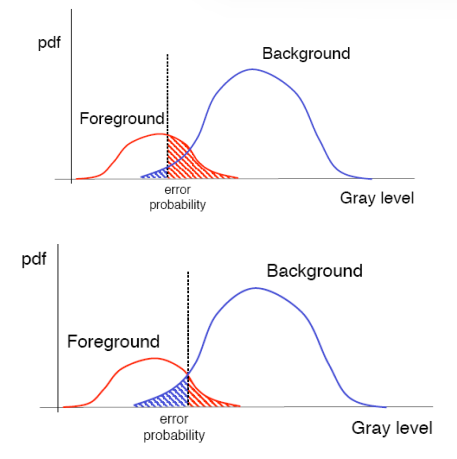 pdf
Background
Foreground
error
probability
Gray level
pdf
Background
Foreground
error
probability
Gray level